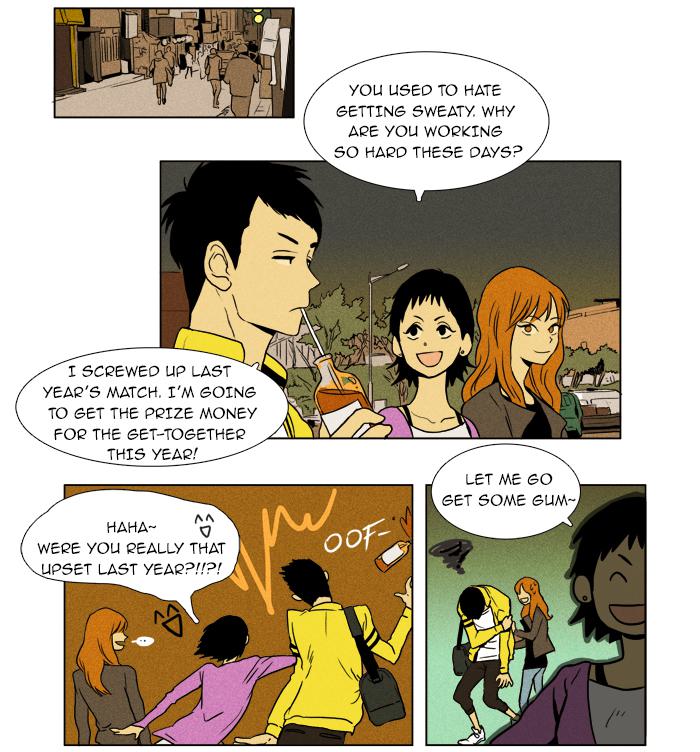 YOU USED TO HATE
GETTING SWEATY. WHY
ARE YOU WORKING
SO HARD THESE DAYS?
I SCREWED UP LAST
YEAR'S MATCH. I'M GOING
TO GET THE PRIZE MONEY
FOR THE GET-TOGETHER
THIS YEAR!
HAHA~
WERE YOU REALLY THAT
UPSET LAST YEAR?!!?!
OOF-
...
LET ME GO
GET SOME GUM~